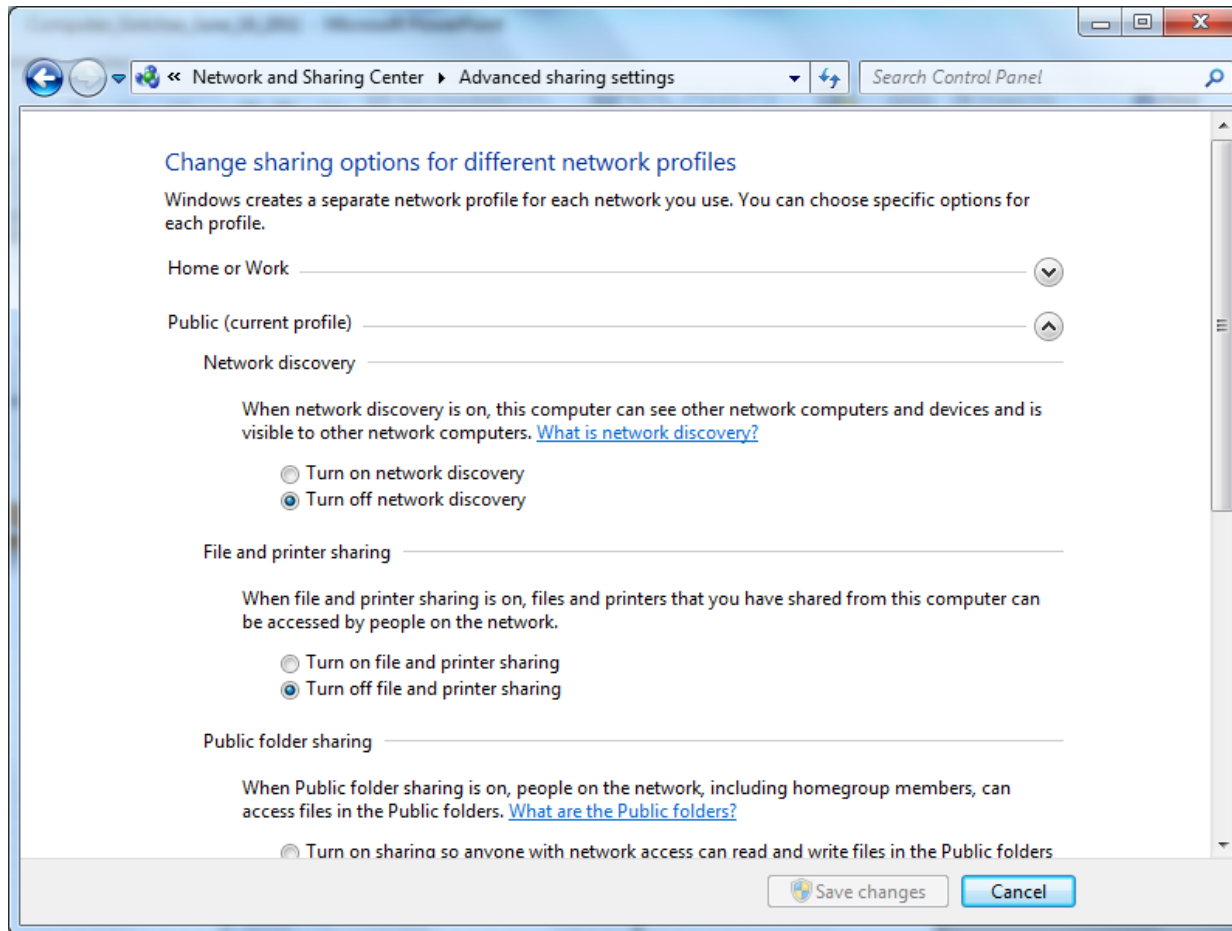 « Network and Sharing Center ▸ Advanced sharing settings
Search Control Panel
Change sharing options for different network profiles
Windows creates a separate network profile for each network you use. You can choose specific options for
each profile.
Home or Work
Public (current profile)
Network discovery
When network discovery is on, this computer can see other network computers and devices and is
visible to other network computers. What is network discovery?
Turn on network discovery
Turn off network discovery
File and printer sharing
When file and printer sharing is on, files and printers that you have shared from this computer can
be accessed by people on the network.
Turn on file and printer sharing
Turn off file and printer sharing
Public folder sharing
When Public folder sharing is on, people on the network, including homegroup members, can
access files in the Public folders. What are the Public folders?
Turn on sharing so anyone with network access can read and write files in the Public folders
Save changes
Cancel